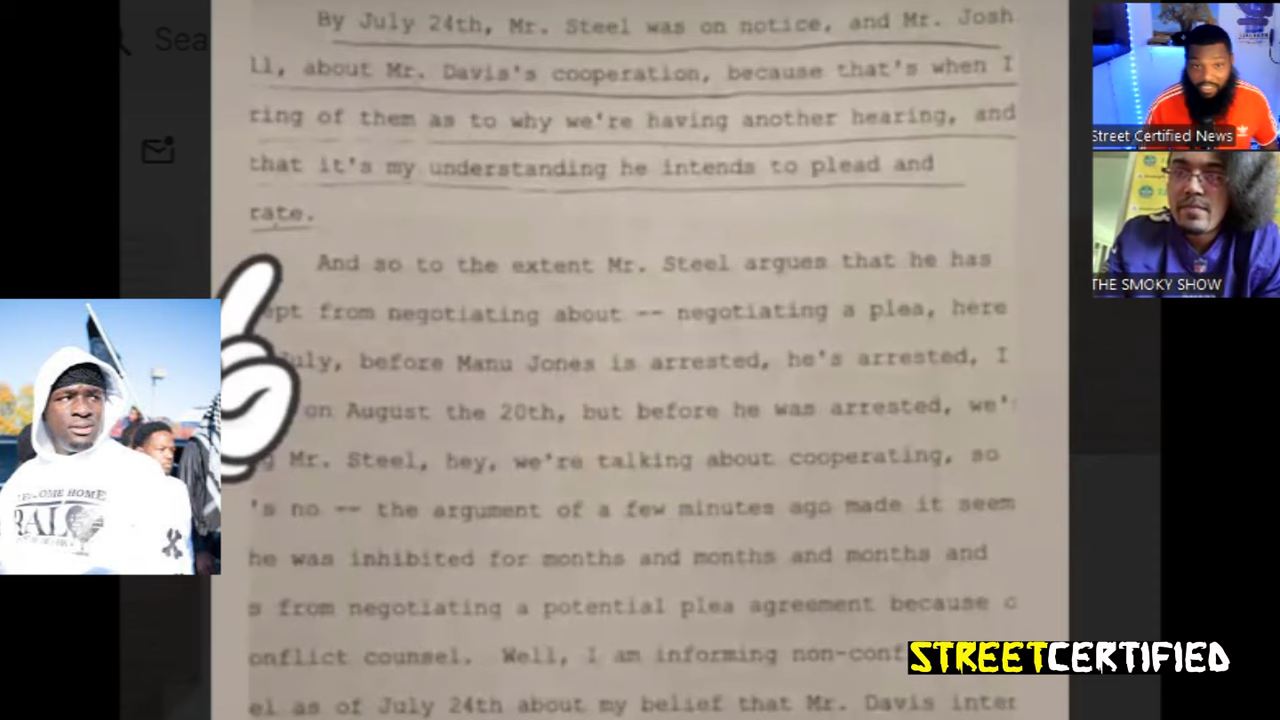 Sea
By July 24th, Mr. Steel was on notice, and Mr. Josh
ll, about Mr. Davis's cooperation, because that's when I
ring of them as to why we're having another hearing, and
that it's my understanding he intends to plead and
rate.
And so to the extent Mr. Steel argues that he has
ept from negotiating about -- negotiating a plea, here
July, before Manu Jones is arrested, he's arrested, I
on August the 20th, but before he was arrested, we'
g Mr. Steel, hey, we're talking about cooperating, so
's no -- the argument of a few minutes ago made it seem
he was inhibited for months and months and months and
s from negotiating a potential plea agreement because c
onflict counsel. Well, I am informing non-conf
el as of July 24th about my belief that Mr. Davis inten
Street Certified News
THE SMOKY SHOW
COME HOME
RALO
STREETCERTIFIED